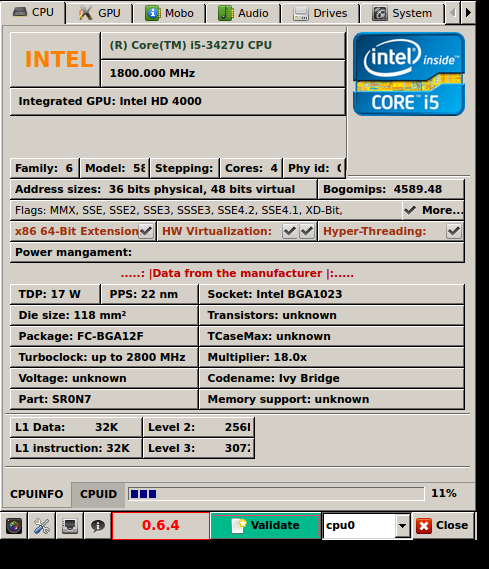 CPU GPU Mobo Audio Drives System
INTEL
(R) Core(TM) i5-3427U CPU
1800.000 MHz
Integrated GPU: Intel HD 4000
intel inside™
CORE i5
Family: 6 Model: 58 Stepping: Cores: 4 Phy id: 0
Address sizes: 36 bits physical, 48 bits virtual Bogomips: 4589.48
Flags: MMX, SSE, SSE2, SSE3, SSSE3, SSE4.2, SSE4.1, XD-Bit, More...
x86 64-Bit Extension HW Virtualization: Hyper-Threading:
Power mangament:
.....: |Data from the manufacturer |:.....
TDP: 17 W PPS: 22 nm Socket: Intel BGA1023
Die size: 118 mm² Transistors: unknown
Package: FC-BGA12F TCaseMax: unknown
Turboclock: up to 2800 MHz Multiplier: 18.0x
Voltage: unknown Codename: Ivy Bridge
Part: SR0N7 Memory support: unknown
L1 Data: 32K Level 2: 256
L1 instruction: 32K Level 3: 307
CPUINFO CPUID 11%
0.6.4 Validate cpu0 Close